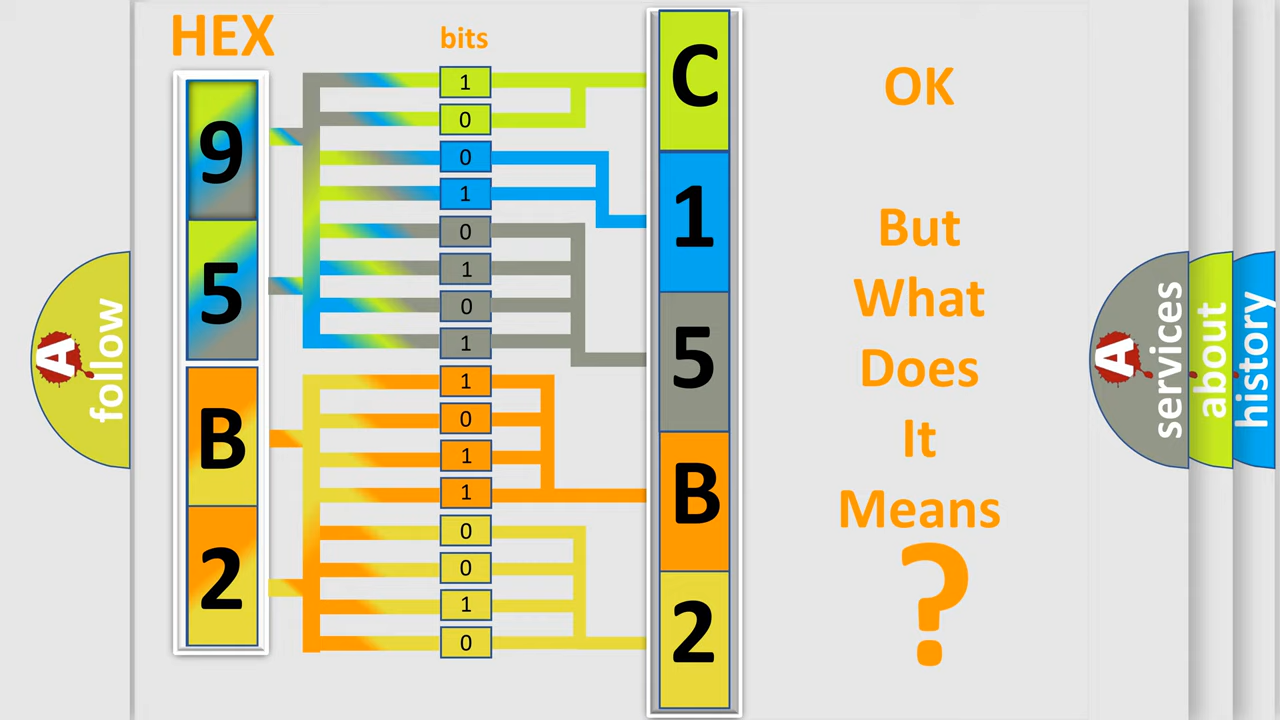 HEX
bits
9
5
B
2
1
0
0
1
0
1
0
1
1
0
1
1
0
0
1
0
C
1
5
B
2
OK
But
What
Does
It
Means
?
A
follow
A
services
about
history